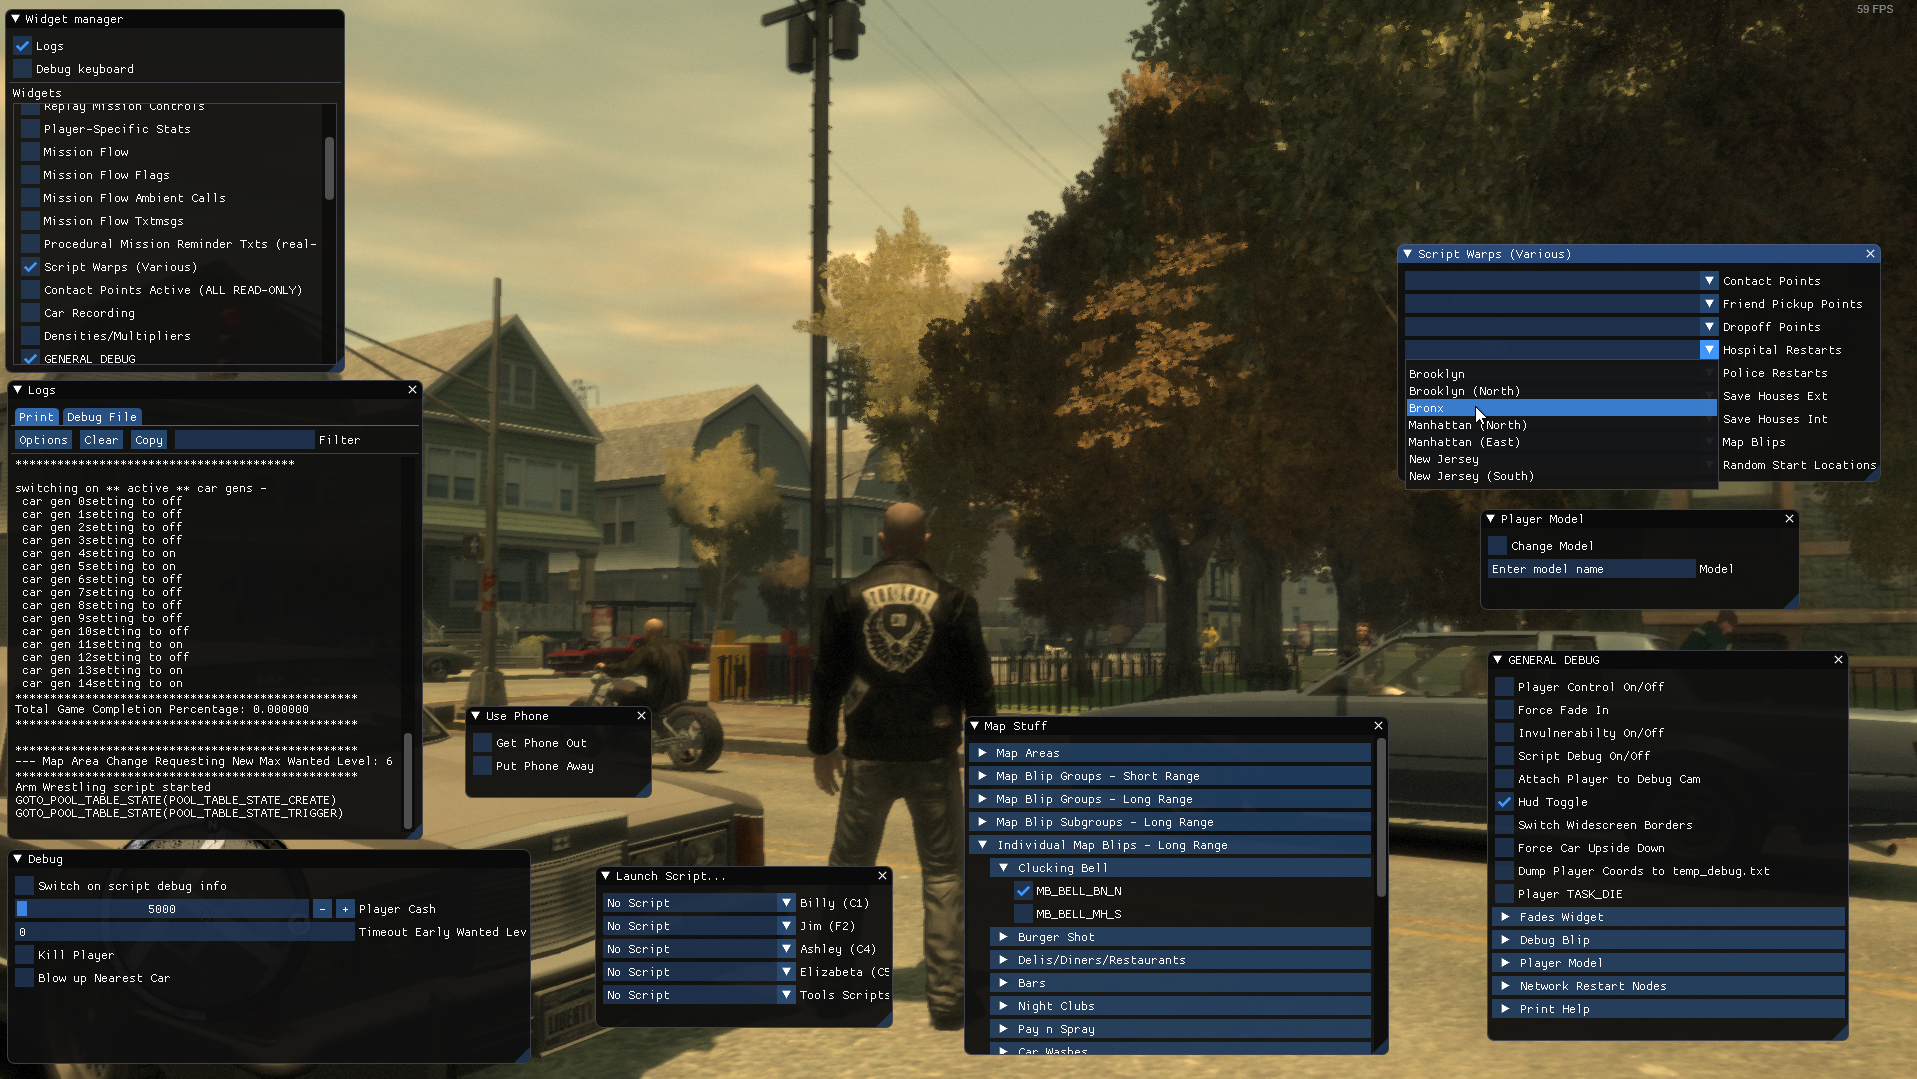 59 FPS
Widget manager
Logs
Debug keyboard
Widgets
Replay Mission Controls
Player-Specific Stats
Mission Flow
Mission Flow Flags
Mission Flow Ambient Calls
Mission Flow Txtmsgs
Procedural Mission Reminder Txts (real-
Script Warps (Various)
Contact Points Active (ALL READ-ONLY)
Car Recording
Densities/Multipliers
GENERAL DEBUG
Logs
Print Debug File
Options Clear Copy Filter
****************************************
switching on ** active ** car gens -
car gen 0setting to off
car gen 1setting to off
car gen 2setting to off
car gen 3setting to off
car gen 4setting to on
car gen 5setting to on
car gen 6setting to off
car gen 7setting to off
car gen 8setting to off
car gen 9setting to off
car gen 10setting to off
car gen 11setting to on
car gen 12setting to off
car gen 13setting to on
car gen 14setting to on
*************************************************
Total Game Completion Percentage: 0.000000
*************************************************
*************************************************
--- Map Area Change Requesting New Max Wanted Level: 6
*************************************************
Arm Wrestling script started
GOTO_POOL_TABLE_STATE(POOL_TABLE_STATE_CREATE)
GOTO_POOL_TABLE_STATE(POOL_TABLE_STATE_TRIGGER)
Debug
Switch on script debug info
5000 - + Player Cash
0 Timeout Early Wanted Lev
Kill Player
Blow up Nearest Car
Use Phone
Get Phone Out
Put Phone Away
Launch Script...
No Script Billy (C1)
No Script Jim (F2)
No Script Ashley (C4)
No Script Elizabeta (C5
No Script Tools Scripts
THE LOST
LIBERTY
Map Stuff
Map Areas
Map Blip Groups - Short Range
Map Blip Groups - Long Range
Map Blip Subgroups - Long Range
Individual Map Blips - Long Range
Clucking Bell
MB_BELL_BN_N
MB_BELL_MH_S
Burger Shot
Delis/Diners/Restaurants
Bars
Night Clubs
Pay n Spray
Car Washes
Script Warps (Various)
Contact Points
Friend Pickup Points
Dropoff Points
Hospital Restarts
Police Restarts
Save Houses Ext
Save Houses Int
Map Blips
Random Start Locations
Brooklyn
Brooklyn (North)
Bronx
Manhattan (North)
Manhattan (East)
New Jersey
New Jersey (South)
Player Model
Change Model
Enter model name Model
GENERAL DEBUG
Player Control On/Off
Force Fade In
Invulnerabilty On/Off
Script Debug On/Off
Attach Player to Debug Cam
Hud Toggle
Switch Widescreen Borders
Force Car Upside Down
Dump Player Coords to temp_debug.txt
Player TASK_DIE
Fades Widget
Debug Blip
Player Model
Network Restart Nodes
Print Help